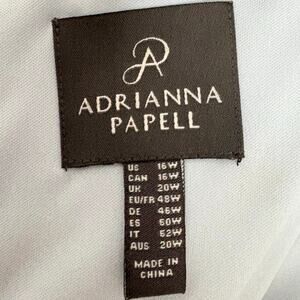 ADRIANNA
PAPELL
US 16W
CAN 16W
UK 20W
EU/FR 48W
DE 46W
ES 50W
IT 52W
AUS 20W
MADE IN
CHINA